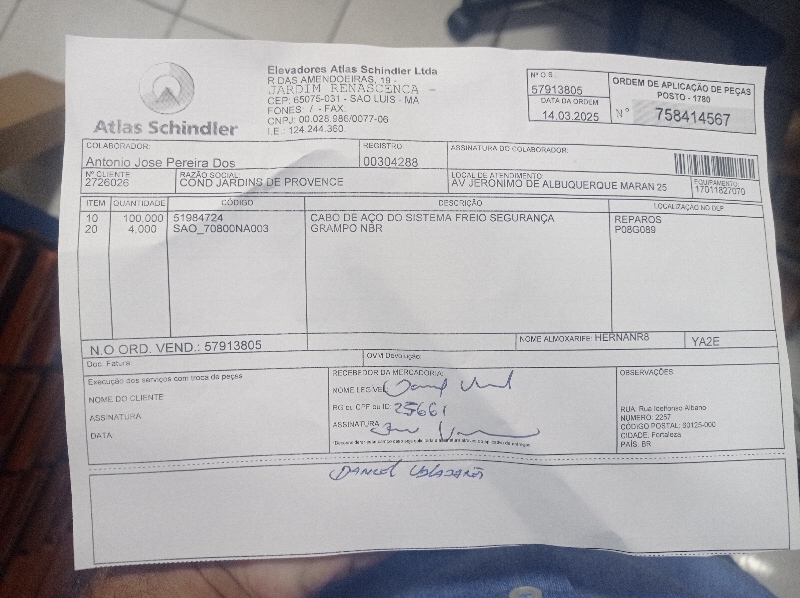 Atlas Schindler
Elevadores Atlas Schindler Ltda
R DAS AMENDOEIRAS, 19 -
JARDIM RENASCENCA -
CEP: 65075-031 - SAO LUIS - MA
FONES: / - FAX.
CNPJ: 00.028.986/0077-06
I.E.: 124.244.360.
Nº O.S.
57913805
DATA DA ORDEM
14.03.2025
ORDEM DE APLICAÇÃO DE PEÇAS
POSTO - 1780
Nº 758414567
COLABORADOR:
Antonio Jose Pereira Dos
REGISTRO
00304288
ASSINATURA DO COLABORADOR:
Nº CLIENTE
2726026
RAZÃO SOCIAL
COND JARDINS DE PROVENCE
LOCAL DE ATENDIMENTO
AV JERONIMO DE ALBUQUERQUE MARAN 25
EQUIPAMENTO:
17011827070
ITEM QUANTIDADE CÓDIGO DESCRIÇÃO LOCALIZAÇÃO NO DEP
10 100,000 51984724 CABO DE AÇO DO SISTEMA FREIO SEGURANÇA REPAROS
20 4,000 SAO_70800NA003 GRAMPO NBR P08G089
N.O ORD. VEND.: 57913805
NOME ALMOXARIFE: HERNANR8
YA2E
Doc. Fatura
OVM Devolução:
Execução dos serviços com troca de peças
NOME DO CLIENTE
ASSINATURA
DATA
RECEBEDOR DA MERCADORIA:
NOME LEGÍVEL
RG ou CPF ou ID: 25661
ASSINATURA
OBSERVAÇÕES
RUA: Rua Ildefonso Albano
NÚMERO: 2257
CÓDIGO POSTAL: 60125-000
CIDADE: Fortaleza
PAÍS: BR
DANIEL